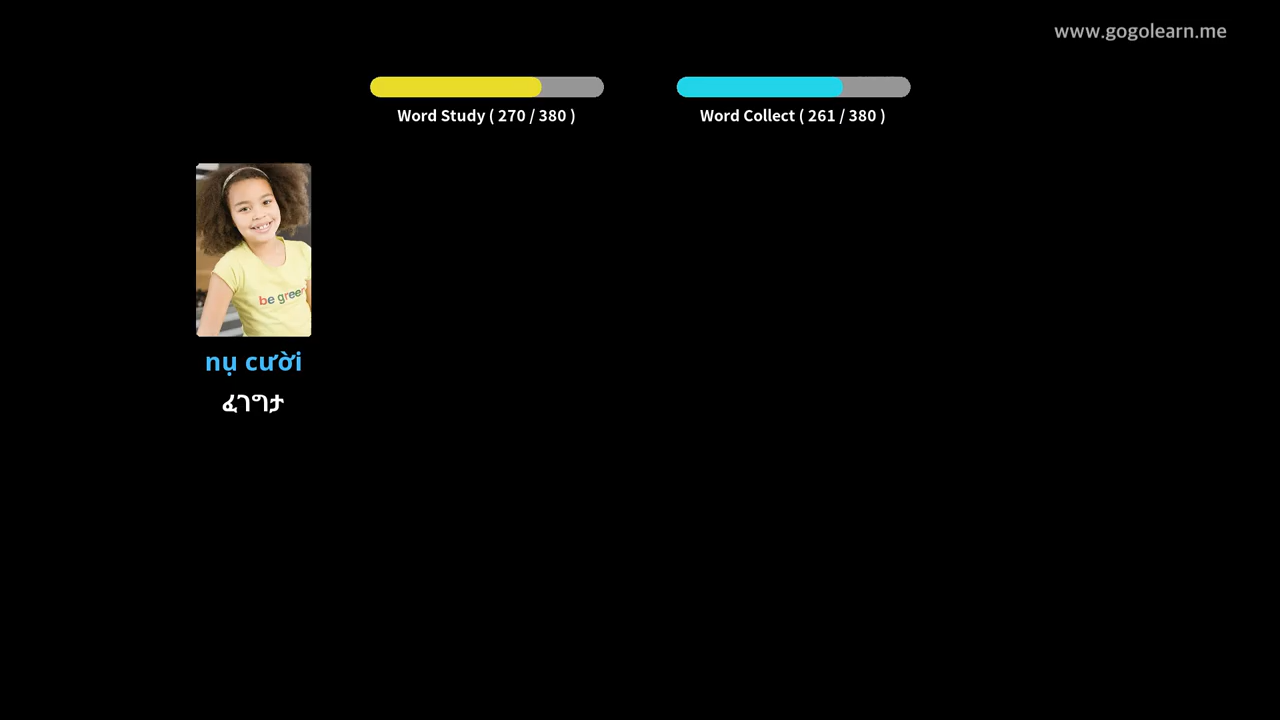 www.gogolearn.me
Word Study ( 270 / 380 )
Word Collect ( 261 / 380 )
be green
nụ cười
ፈገግታ